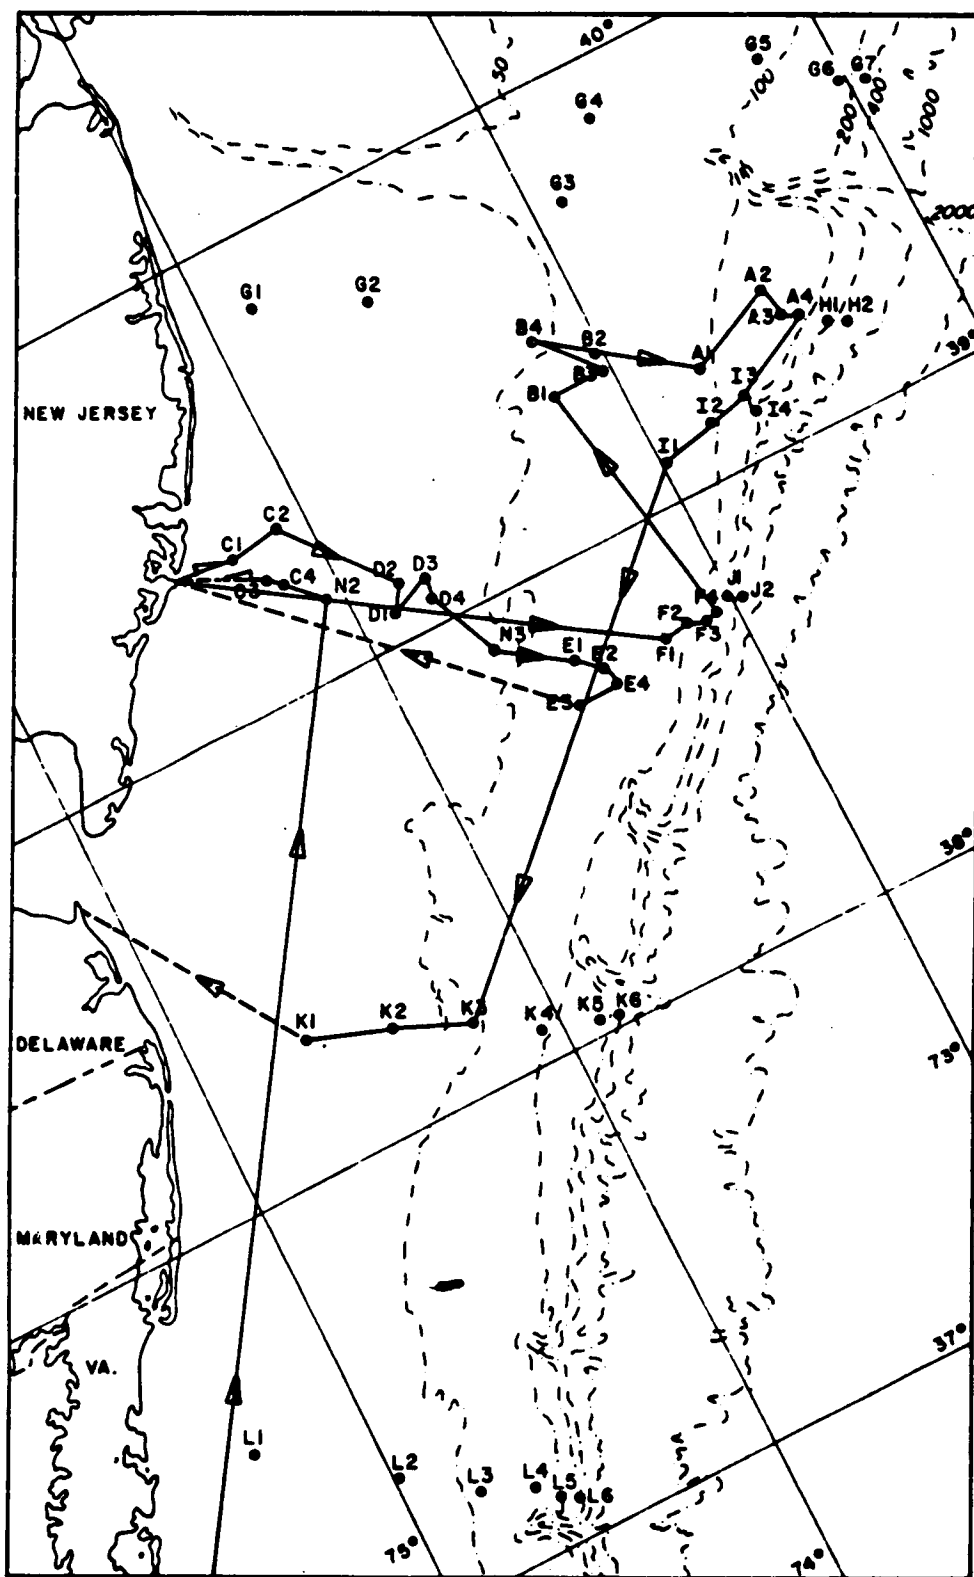 40°
G5
G6
G7
50
100
200
400
1000
G4
G3
2000
G1
G2
A2
A3
A4
H1
H2
B4
B2
A1
39°
B3
I3
B1
I4
NEW JERSEY
I2
I1
C2
C1
D2
D3
C4
N2
D4
D1
J1
J2
F4
F2
F3
N3
F1
E1
E2
E4
E5
38°
K1
K2
K3
K4
K5
K6
DELAWARE
73°
MARYLAND
37°
VA.
L1
L2
L3
L4
L5
L6
75°
74°